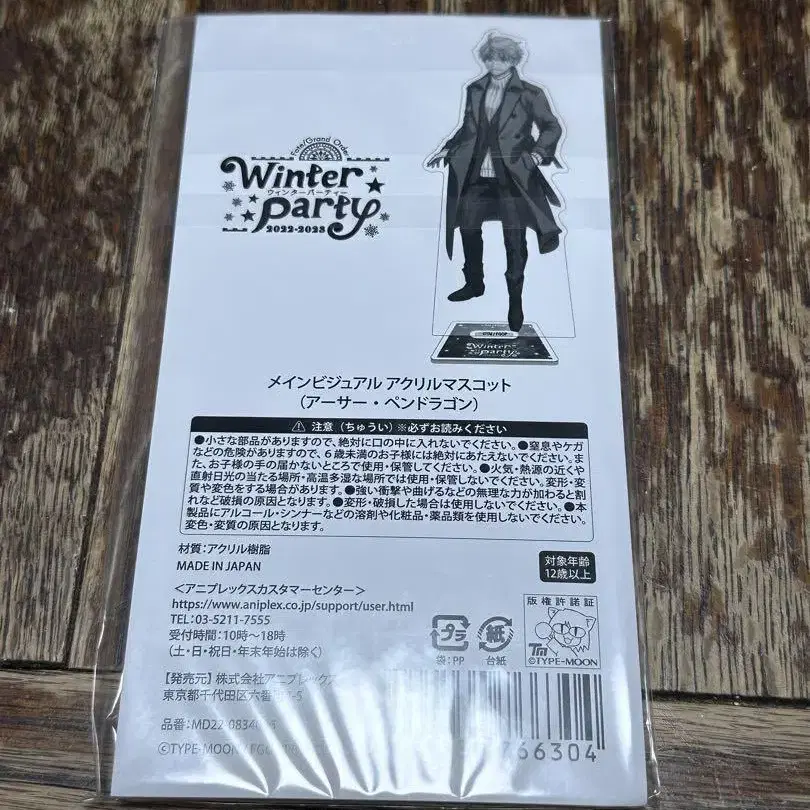 Fate/Grand Order
Winter
ウィンターパーティー
Party
2022-2023
Winter
Party
メインビジュアル アクリルマスコット
（アーサー・ペンドラゴン）
注意（ちゅうい）※必ずお読みください
●小さな部品がありますので、絶対に口の中に入れないでください。●窒息やケガ
などの危険がありますので、６歳未満のお子様には絶対にあたえないでください。ま
た、お子様の手の届かないところで使用・保管してください。●火気・熱源の近くや
直射日光の当たる場所・高温多湿な場所では使用・保管しないでください。変形・変
質や変色をする場合があります。●強い衝撃や曲げるなどの無理な力が加わると割
れなど破損の原因となります。●変形・破損した場合は使用しないでください。●本
製品にアルコール・シンナーなどの溶剤や化粧品・薬品類を使用しないでください。
変色・変質の原因となります。
材質：アクリル樹脂
MADE IN JAPAN
対象年齢
12歳以上
＜アニプレックスカスタマーセンター＞
https://www.aniplex.co.jp/support/user.html
TEL：03-5211-7555
受付時間：10時～18時
（土・日・祝日・年末年始は除く）
プラ
紙
袋：PP
台紙
版権許諾証
TM
©TYPE-MOON
【発売元】株式会社アニプレックス
東京都千代田区六番町
品番：MD22-0834
©TYPE-MOON / FGO
66304